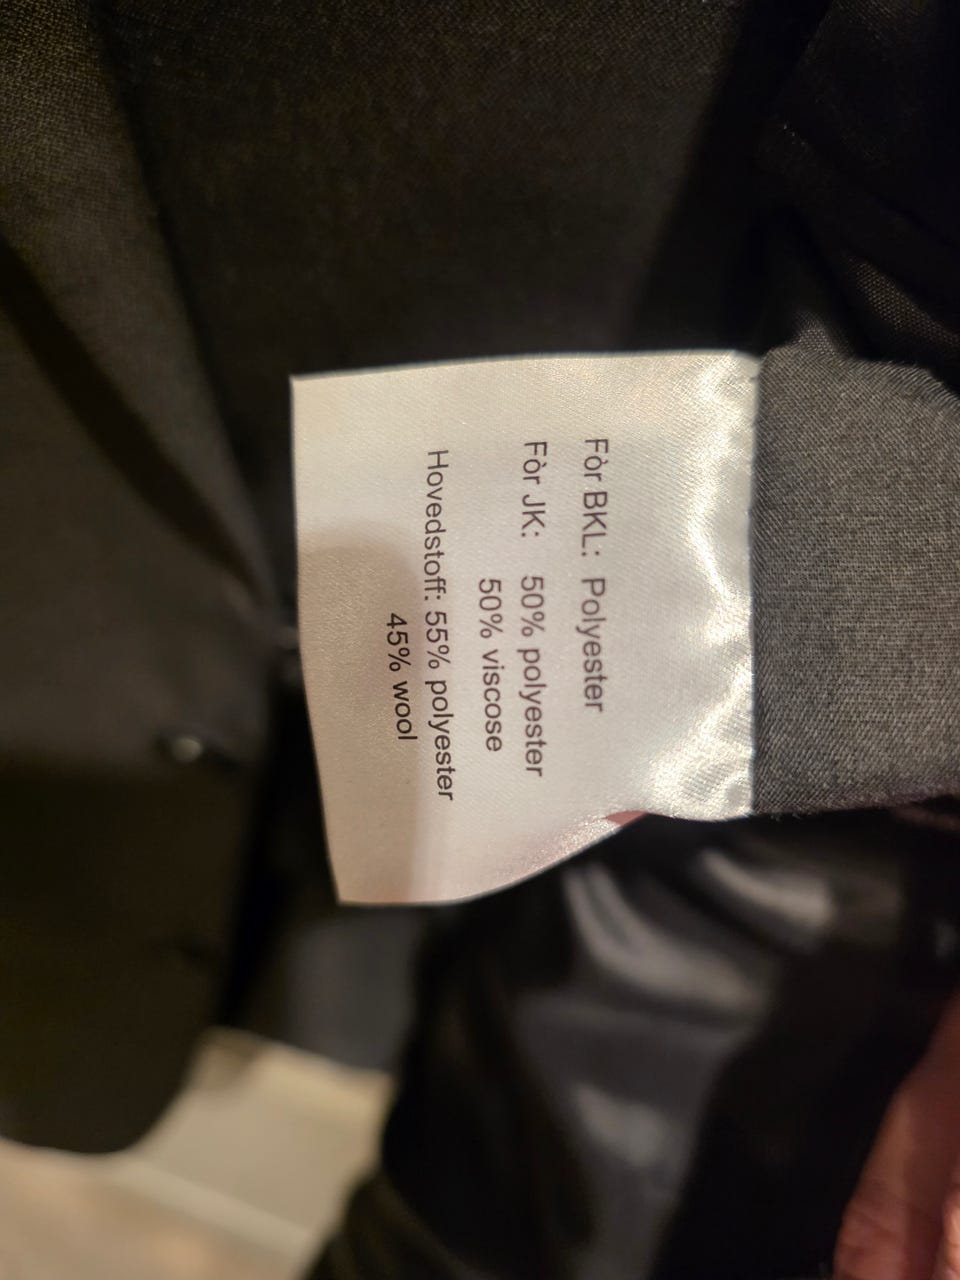 Fòr BKL: Polyester
Fòr JK: 50% polyester
50% viscose
Hovedstoff: 55% polyester
45% wool